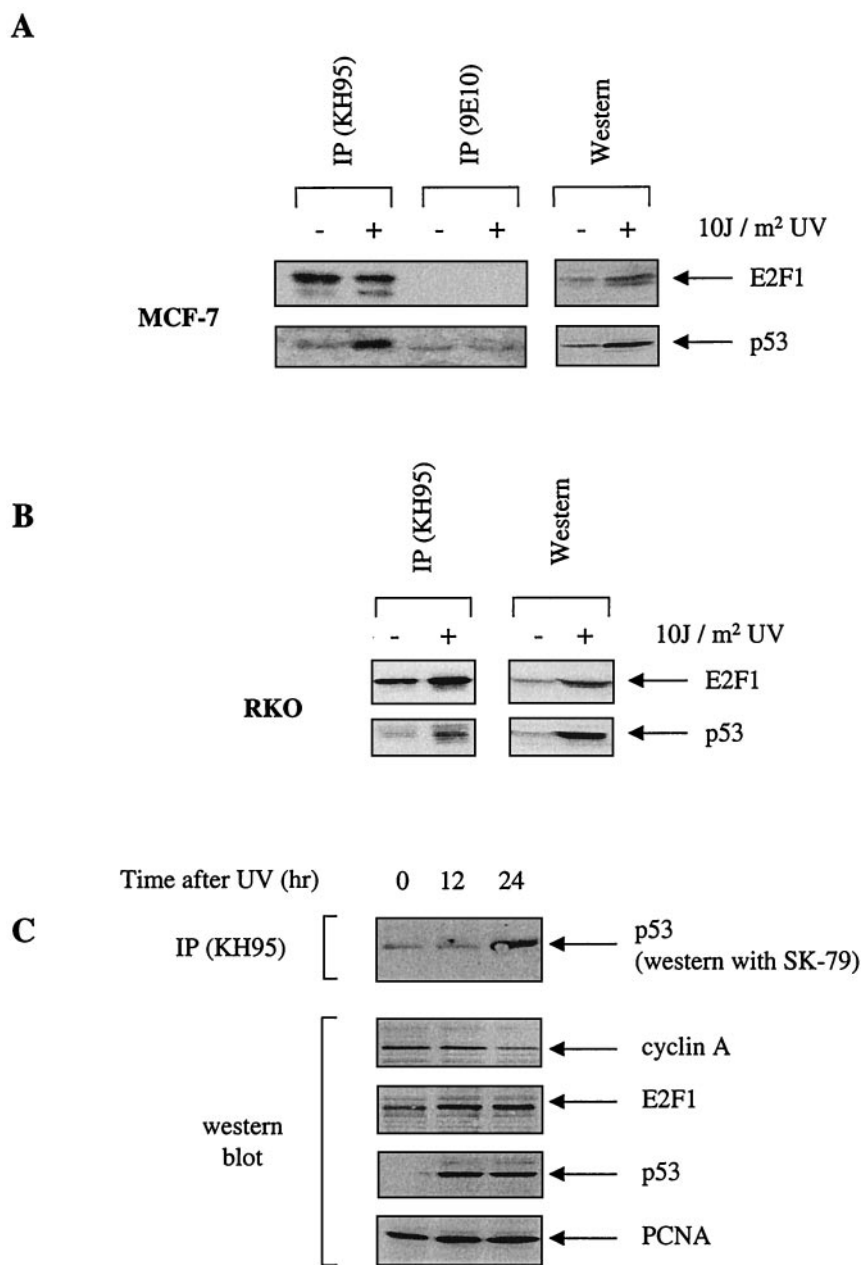 A
IP (KH95)
IP (9E10)
Western
- + - + - + 10J / m² UV
E2F1
MCF-7
p53
B
IP (KH95)
Western
- + - + 10J / m² UV
E2F1
RKO
p53
Time after UV (hr) 0 12 24
C
IP (KH95)
p53
(western with SK-79)
cyclin A
E2F1
western
blot
p53
PCNA